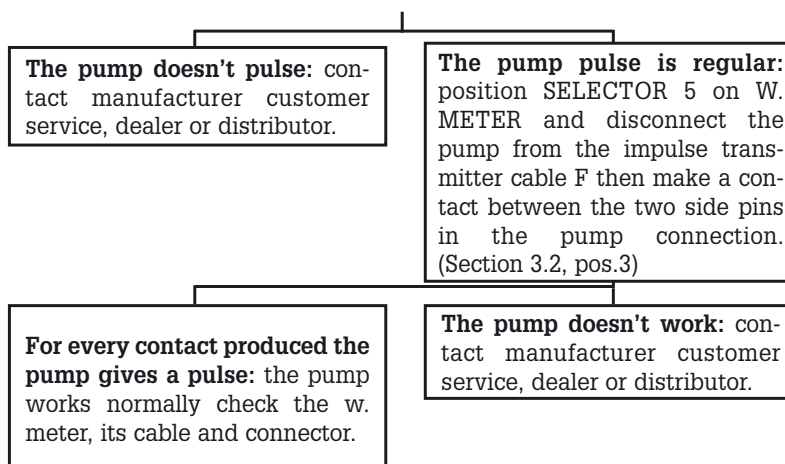 The pump doesn't pulse: con-
tact manufacturer customer
service, dealer or distributor.
The pump pulse is regular:
position SELECTOR 5 on W.
METER and disconnect the
pump from the impulse trans-
mitter cable F then make a con-
tact between the two side pins
in the pump connection.
(Section 3.2, pos.3)
For every contact produced the
pump gives a pulse: the pump
works normally check the w.
meter, its cable and connector.
The pump doesn't work: con-
tact manufacturer customer
service, dealer or distributor.